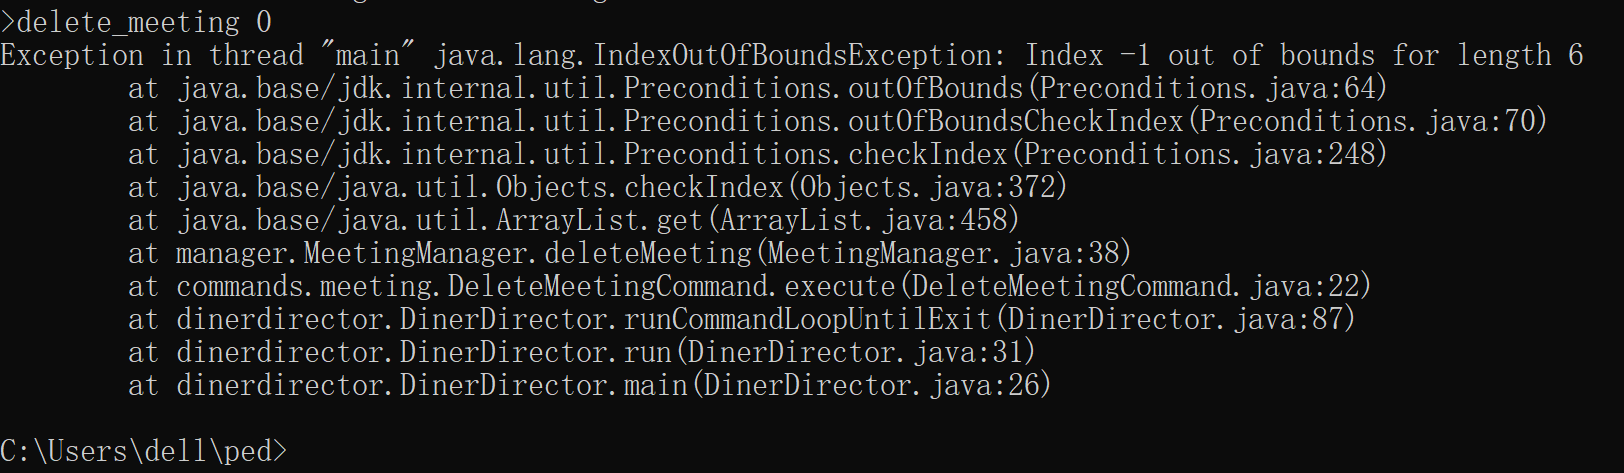 >delete_meeting 0
Exception in thread "main" java.lang.IndexOutOfBoundsException: Index -1 out of bounds for length 6
        at java.base/jdk.internal.util.Preconditions.outOfBounds(Preconditions.java:64)
        at java.base/jdk.internal.util.Preconditions.outOfBoundsCheckIndex(Preconditions.java:70)
        at java.base/jdk.internal.util.Preconditions.checkIndex(Preconditions.java:248)
        at java.base/java.util.Objects.checkIndex(Objects.java:372)
        at java.base/java.util.ArrayList.get(ArrayList.java:458)
        at manager.MeetingManager.deleteMeeting(MeetingManager.java:38)
        at commands.meeting.DeleteMeetingCommand.execute(DeleteMeetingCommand.java:22)
        at dinerdirector.DinerDirector.runCommandLoopUntilExit(DinerDirector.java:87)
        at dinerdirector.DinerDirector.run(DinerDirector.java:31)
        at dinerdirector.DinerDirector.main(DinerDirector.java:26)
C:\Users\dell\ped>